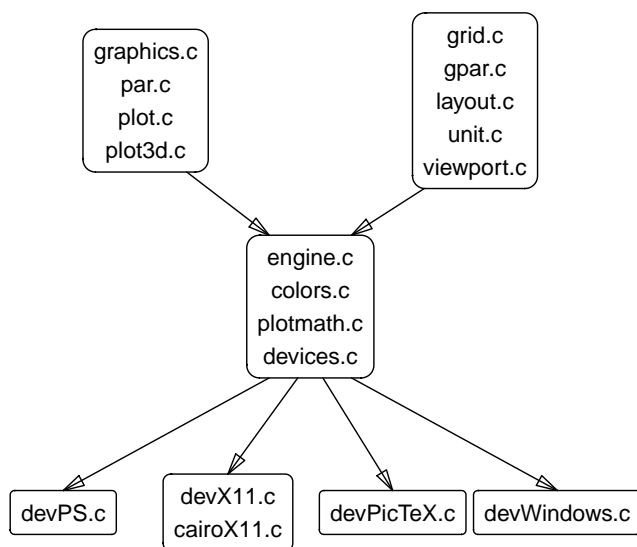 graphics.c
par.c
plot.c
plot3d.c
grid.c
gpar.c
layout.c
unit.c
viewport.c
engine.c
colors.c
plotmath.c
devices.c
devPS.c
devX11.c
cairoX11.c
devPicTeX.c
devWindows.c